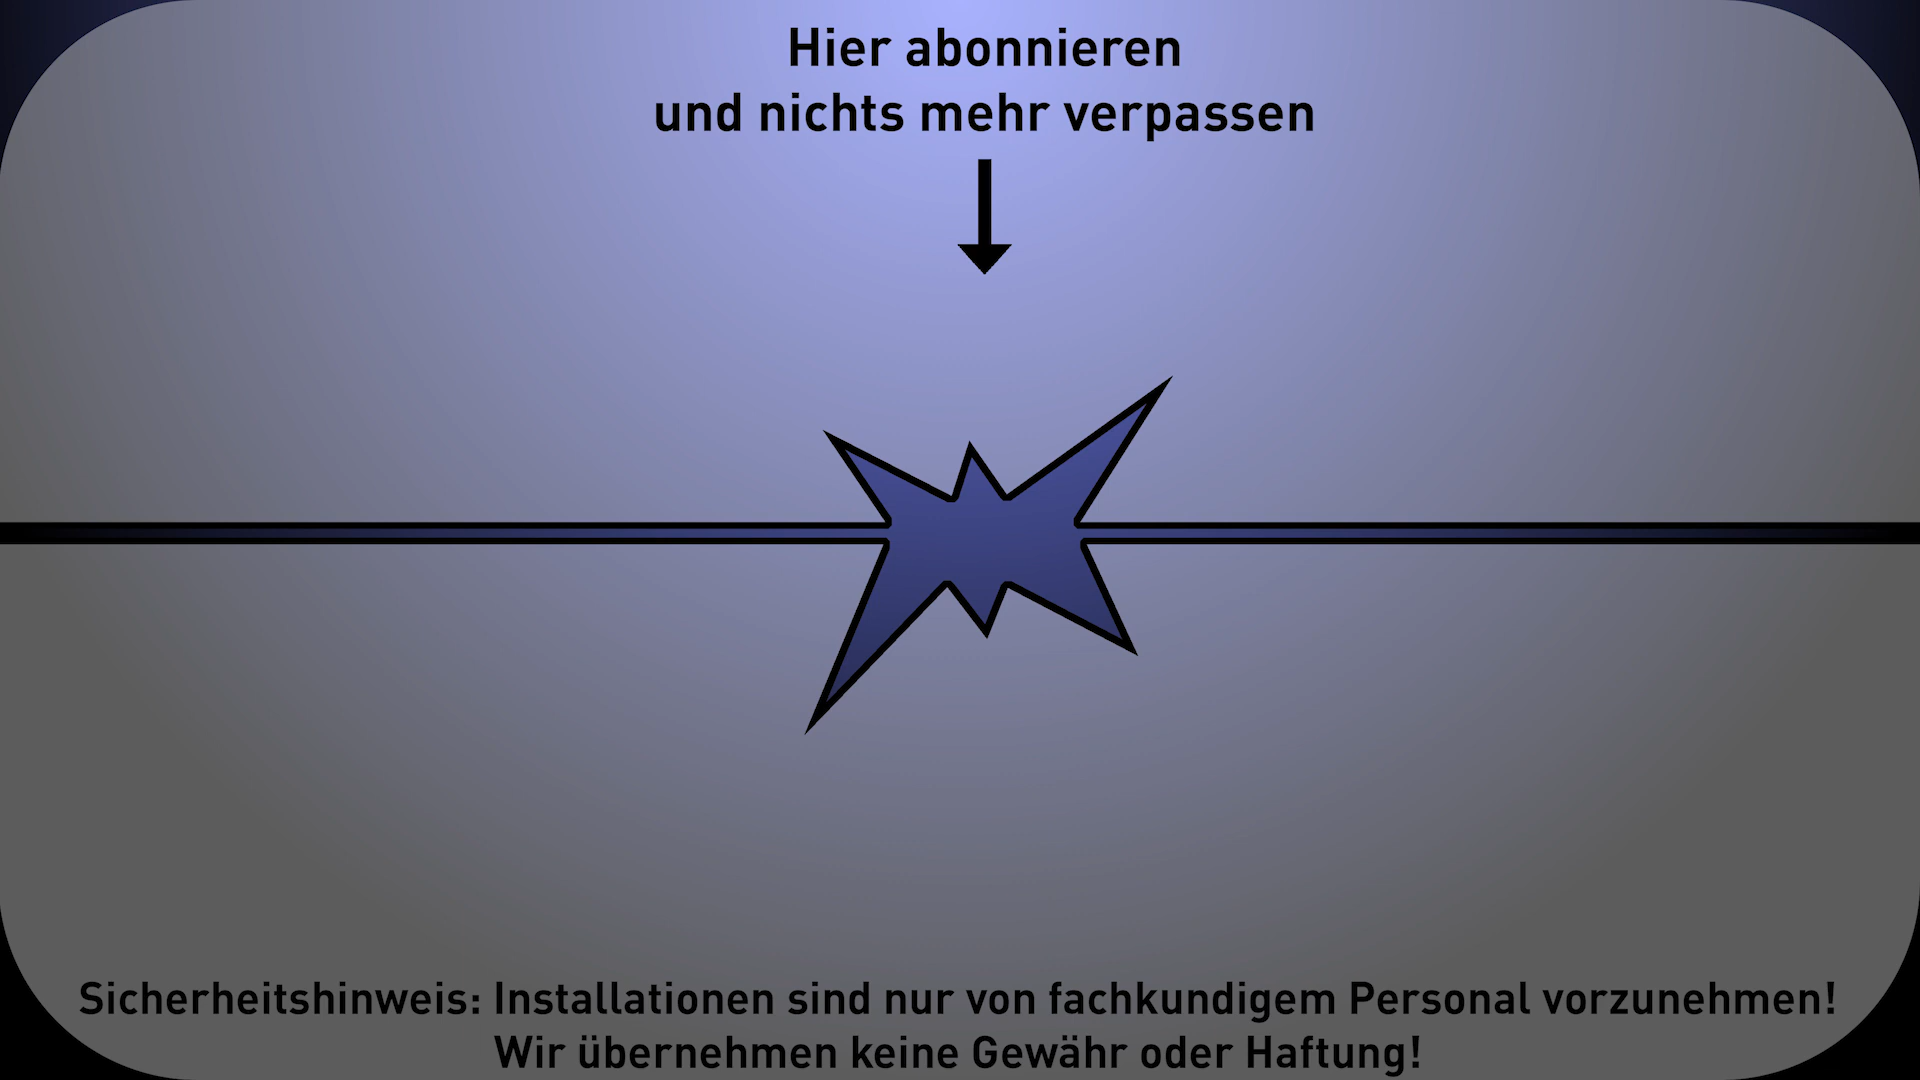 Hier abonnieren
und nichts mehr verpassen
Sicherheitshinweis: Installationen sind nur von fachkundigem Personal vorzunehmen!
Wir übernehmen keine Gewähr oder Haftung!